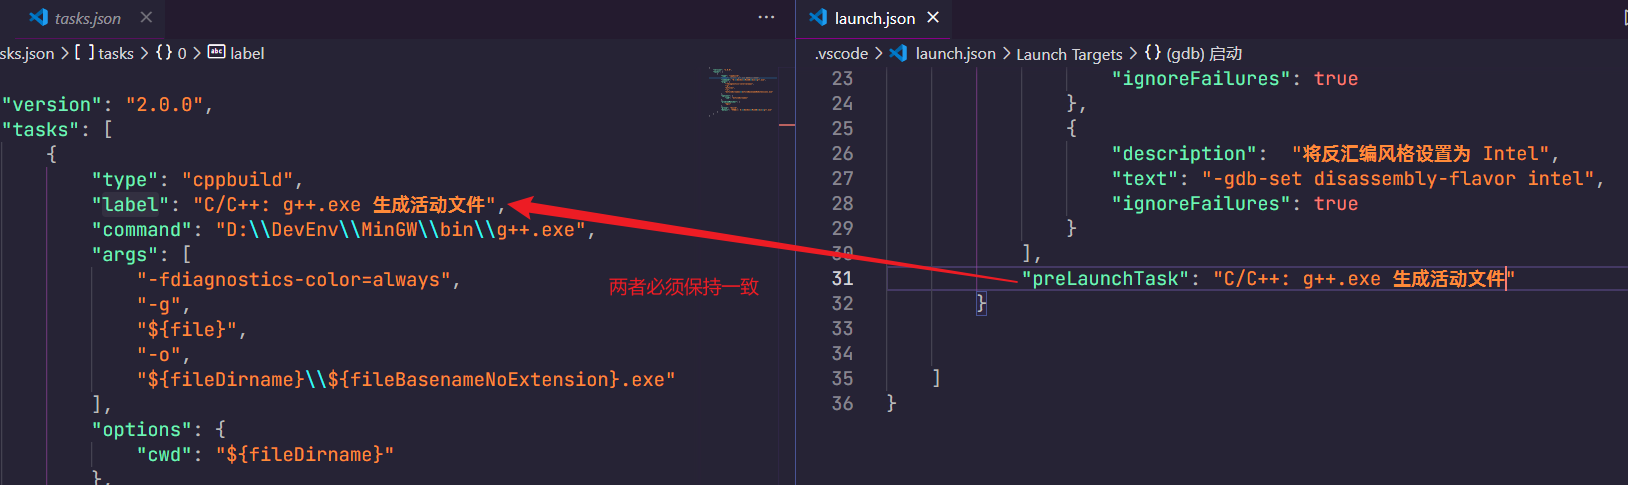 tasks.json
sks.json > [ ] tasks > {} 0 > abc label
"version": "2.0.0",
"tasks": [
{
"type": "cppbuild",
"label": "C/C++: g++.exe 生成活动文件",
"command": "D:\\DevEnv\\MinGW\\bin\\g++.exe",
"args": [
"-fdiagnostics-color=always",
"-g",
"${file}",
"-o",
"${fileDirname}\\${fileBasenameNoExtension}.exe"
],
"options": {
"cwd": "${fileDirname}"
},
两者必须保持一致
launch.json
.vscode > launch.json > Launch Targets > {} (gdb) 启动
23 "ignoreFailures": true
24 },
25 {
26 "description":  "将反汇编风格设置为 Intel",
27 "text": "-gdb-set disassembly-flavor intel",
28 "ignoreFailures": true
29 }
30 ],
31 "preLaunchTask": "C/C++: g++.exe 生成活动文件"
32 }
33
34
35 ]
36 }